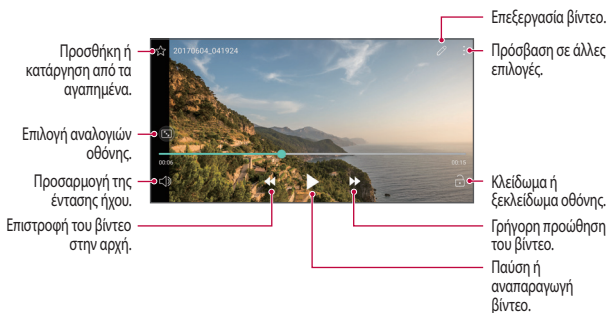 Επεξεργασία βίντεο.
Προσθήκη ή
κατάργηση από τα
αγαπημένα.
20170604_041924
Πρόσβαση σε άλλες
επιλογές.
Επιλογή αναλογιών
οθόνης.
00:06
00:15
Προσαρμογή της
έντασης ήχου.
Κλείδωμα ή
ξεκλείδωμα οθόνης.
Επιστροφή του βίντεο
στην αρχή.
Γρήγορη προώθηση
του βίντεο.
Παύση ή
αναπαραγωγή
βίντεο.